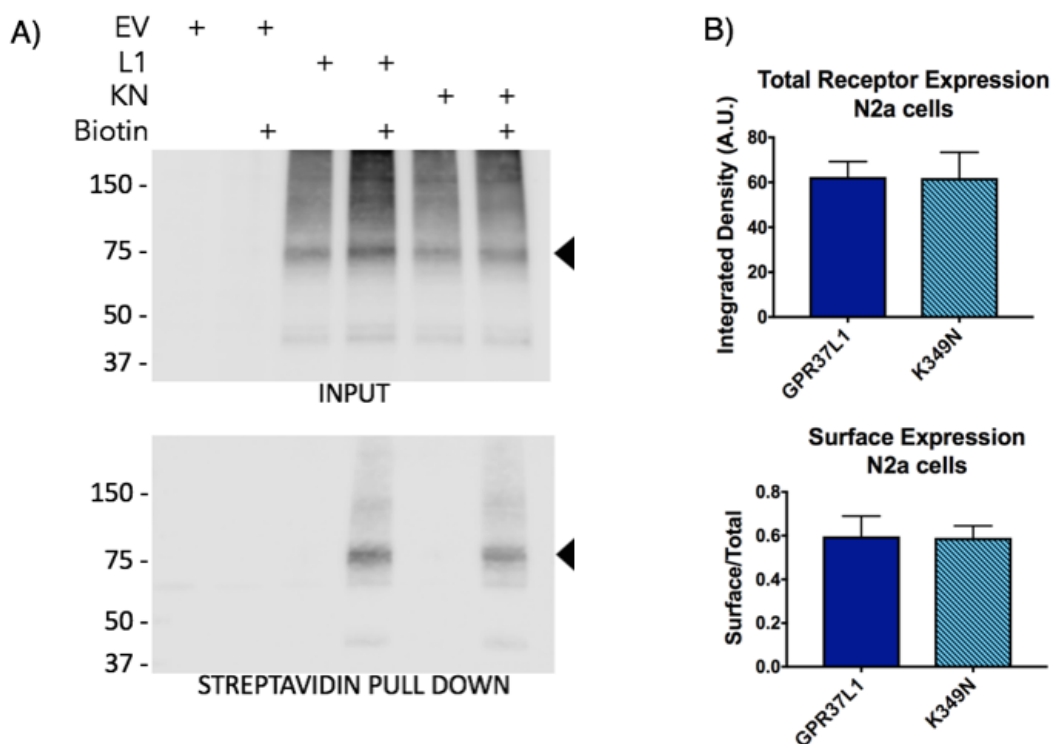 A)
EV + +
L1 + +
KN + +
Biotin + + +
150 -
75 -
50 -
37 -
INPUT
150 -
75 -
50 -
37 -
STREPTAVIDIN PULL DOWN
B)
Total Receptor Expression
N2a cells
Integrated Density (A.U.)
80
60
40
20
0
GPR37L1
K349N
Surface Expression
N2a cells
Surface/Total
0.8
0.6
0.4
0.2
0.0
GPR37L1
K349N